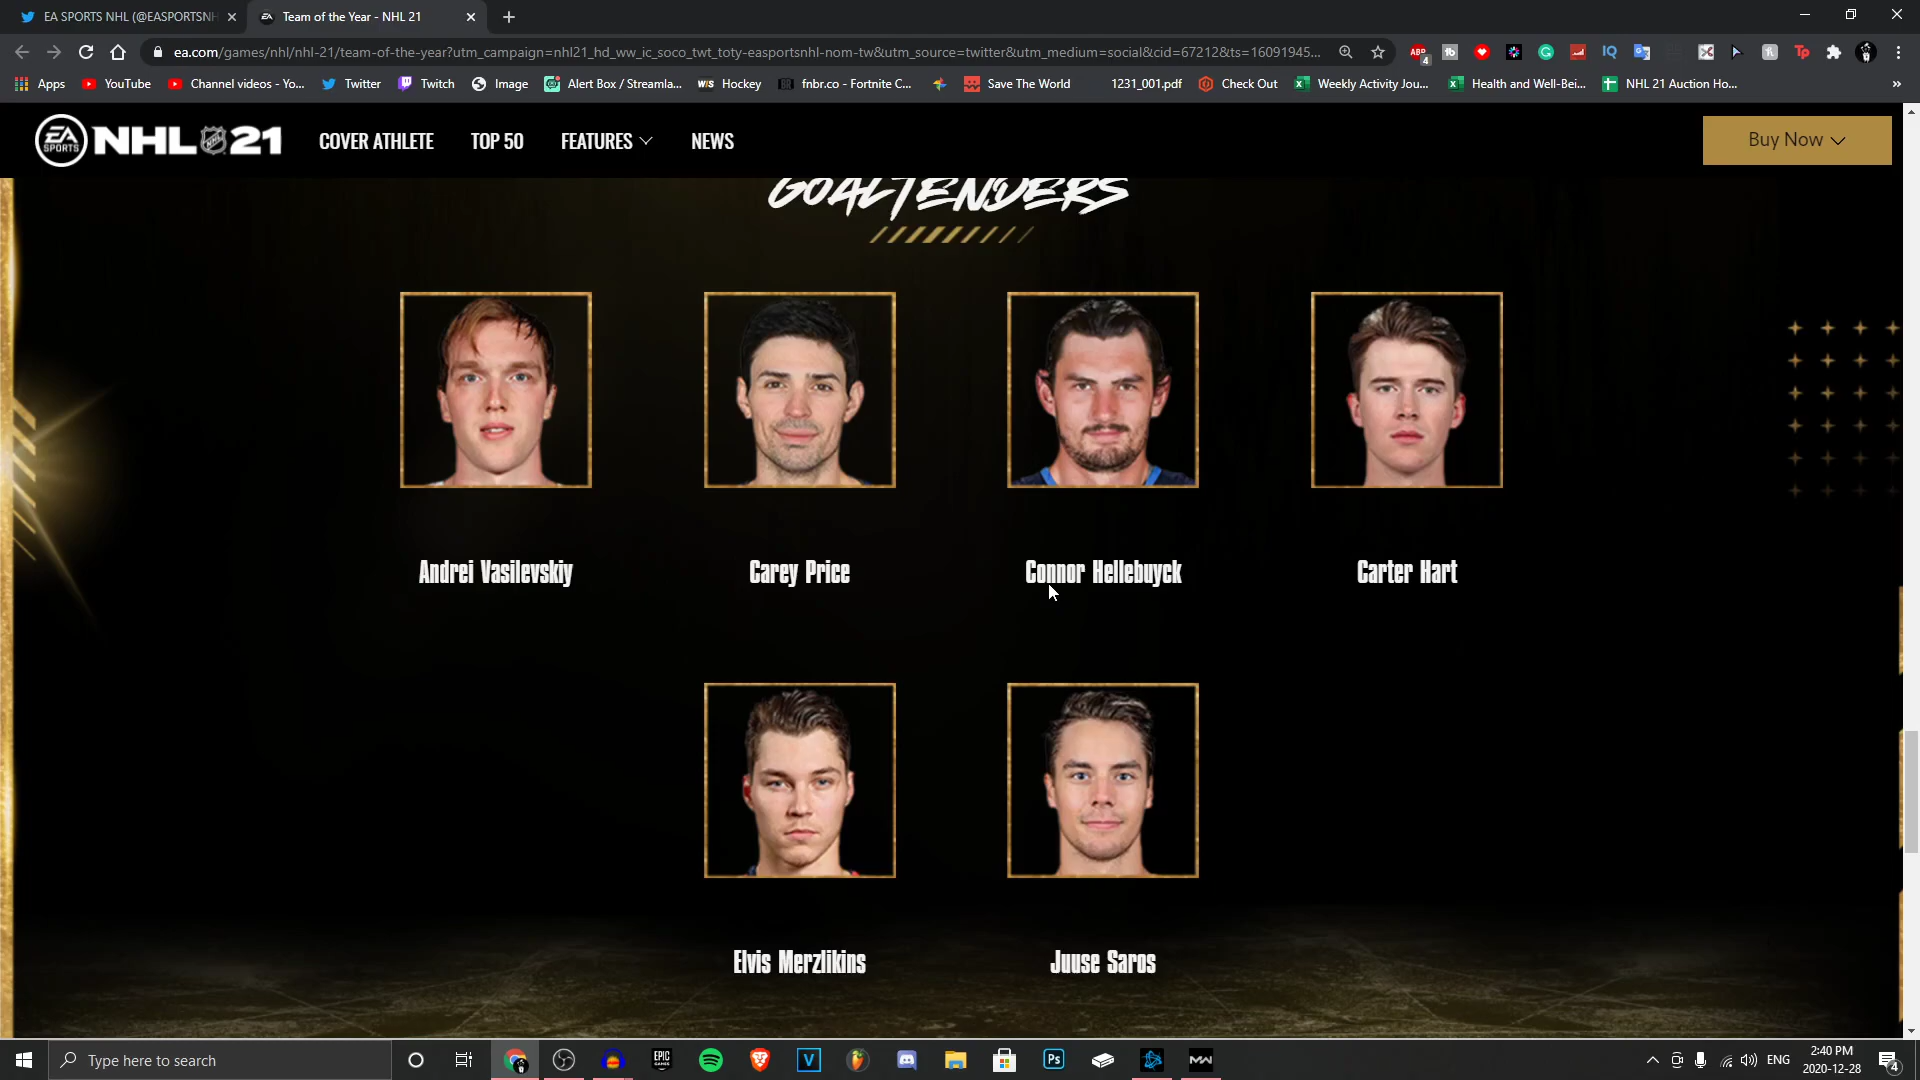 EA SPORTS NHL (@EASPORTSNH
Team of the Year - NHL 21
ea.com/games/nhl/nhl-21/team-of-the-year?utm_campaign=nhl21_hd_ww_ic_soco_twt_toty-easportsnhl-nom-tw&utm_source=twitter&utm_medium=social&cid=67212&ts=16091945...
Apps YouTube Channel videos - Yo... Twitter Twitch Image Alert Box / Streamla... Hockey fnbr.co - Fortnite C... Save The World 1231_001.pdf Check Out Weekly Activity Jou... Health and Well-Bei... NHL 21 Auction Ho...
EA SPORTS NHL 21 COVER ATHLETE TOP 50 FEATURES NEWS Buy Now
GOALTENDERS
Andrei Vasilevskiy Carey Price Connor Hellebuyck Carter Hart
Elvis Merzlikins Juuse Saros
Type here to search
ENG
2:40 PM
2020-12-28
4